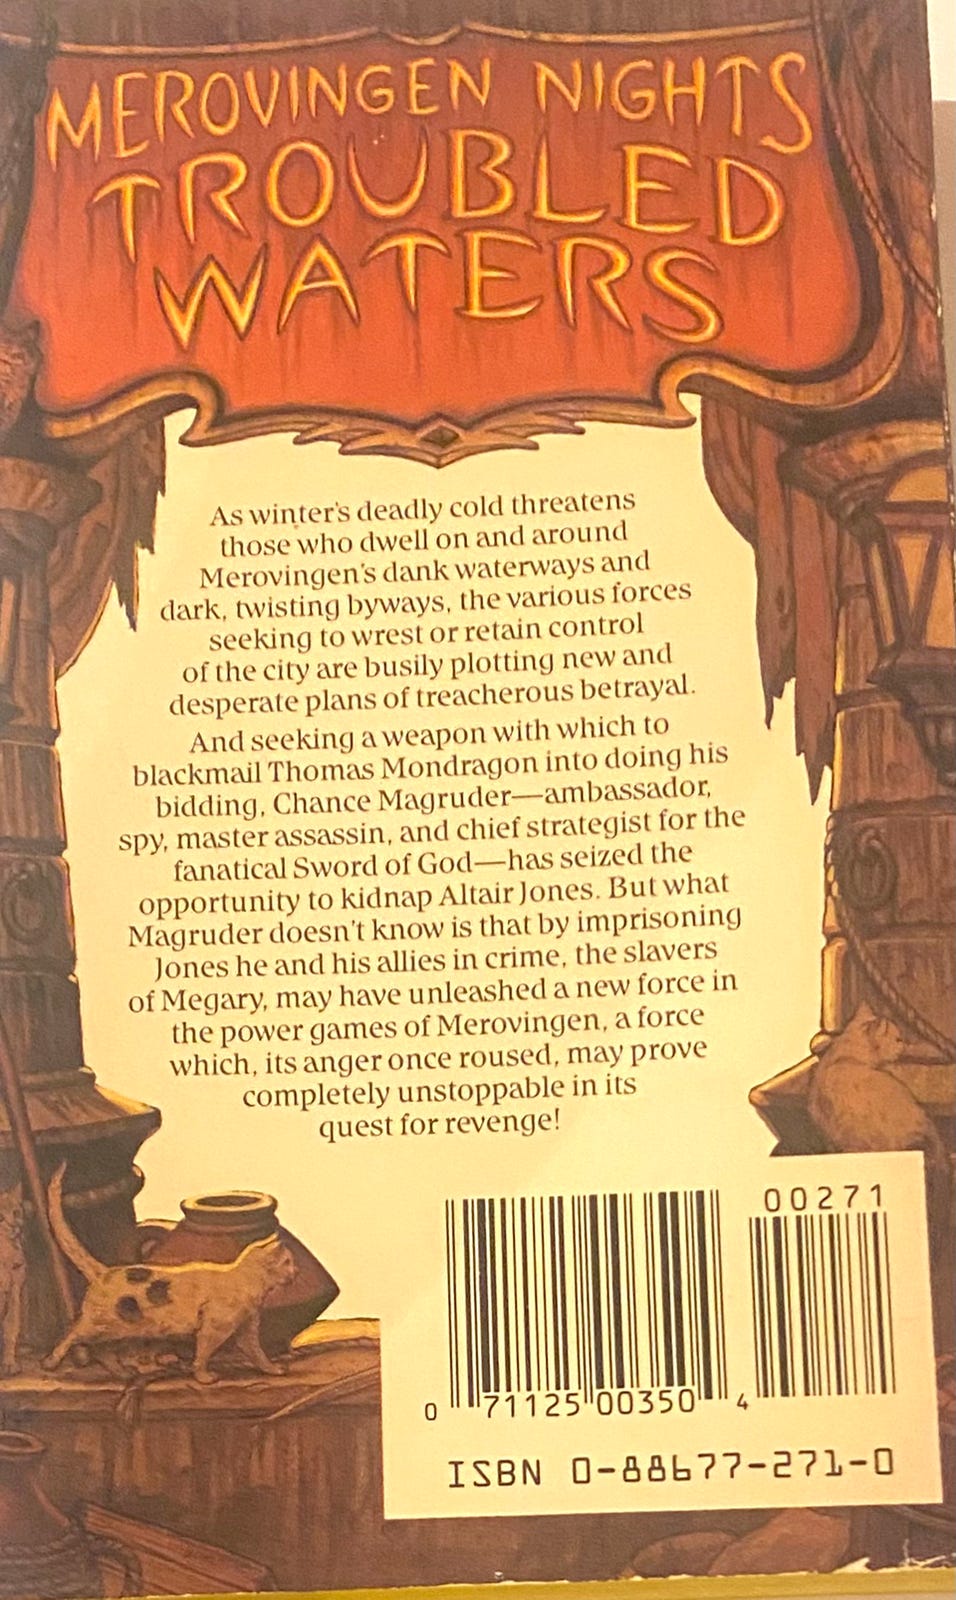 MEROVINGEN NIGHTS
TROUBLED
WATERS
As winter's deadly cold threatens
those who dwell on and around
Merovingen's dank waterways and
dark, twisting byways, the various forces
seeking to wrest or retain control
of the city are busily plotting new and
desperate plans of treacherous betrayal.
And seeking a weapon with which to
blackmail Thomas Mondragon into doing his
bidding, Chance Magruder—ambassador,
spy, master assassin, and chief strategist for the
fanatical Sword of God—has seized the
opportunity to kidnap Altair Jones. But what
Magruder doesn't know is that by imprisoning
Jones he and his allies in crime, the slavers
of Megary, may have unleashed a new force in
the power games of Merovingen, a force
which, its anger once roused, may prove
completely unstoppable in its
quest for revenge!
00271
0 71125 00350 4
ISBN 0-88677-271-0